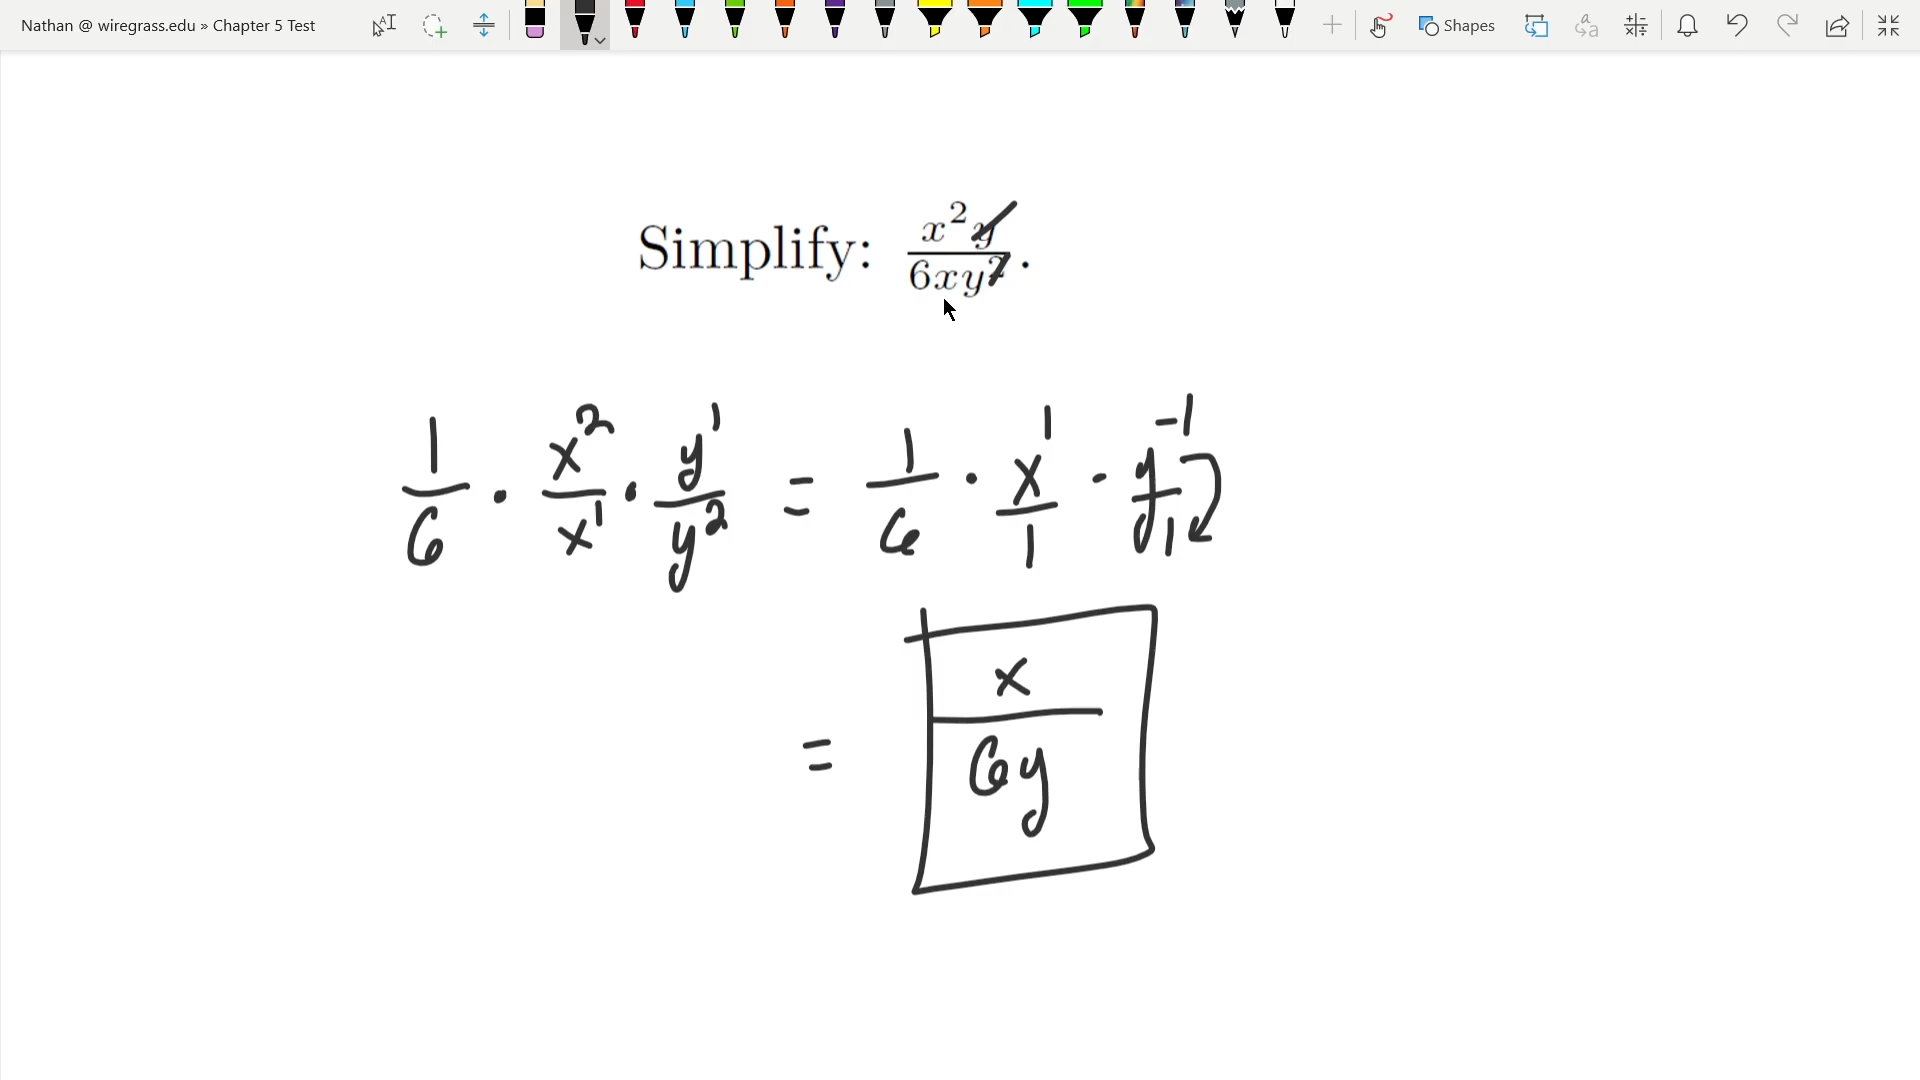 Nathan @ wiregrass.edu » Chapter 5 Test Shapes
Simplify: x²y/6xy².
1/6 · x²/x¹ · y¹/y² = 1/6 · x¹/1 · y⁻¹/1
= x/6y